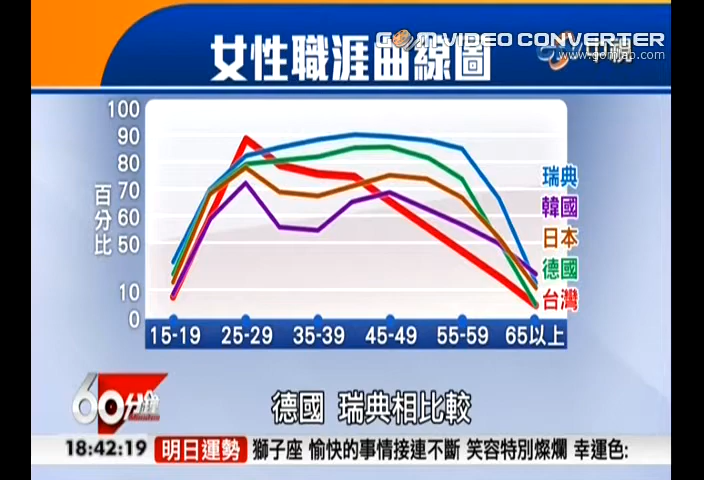 女性職涯曲線圖
GOM VIDEO CONVERTER
www.gomlab.com
中視
百分比
100
90
80
70
60
50
10
0
瑞典
韓國
日本
德國
台灣
15-19 25-29 35-39 45-49 55-59 65以上
60分鐘
Minutes
德國 瑞典相比較
18:42:19 明日運勢 獅子座 愉快的事情接連不斷 笑容特別燦爛 幸運色: